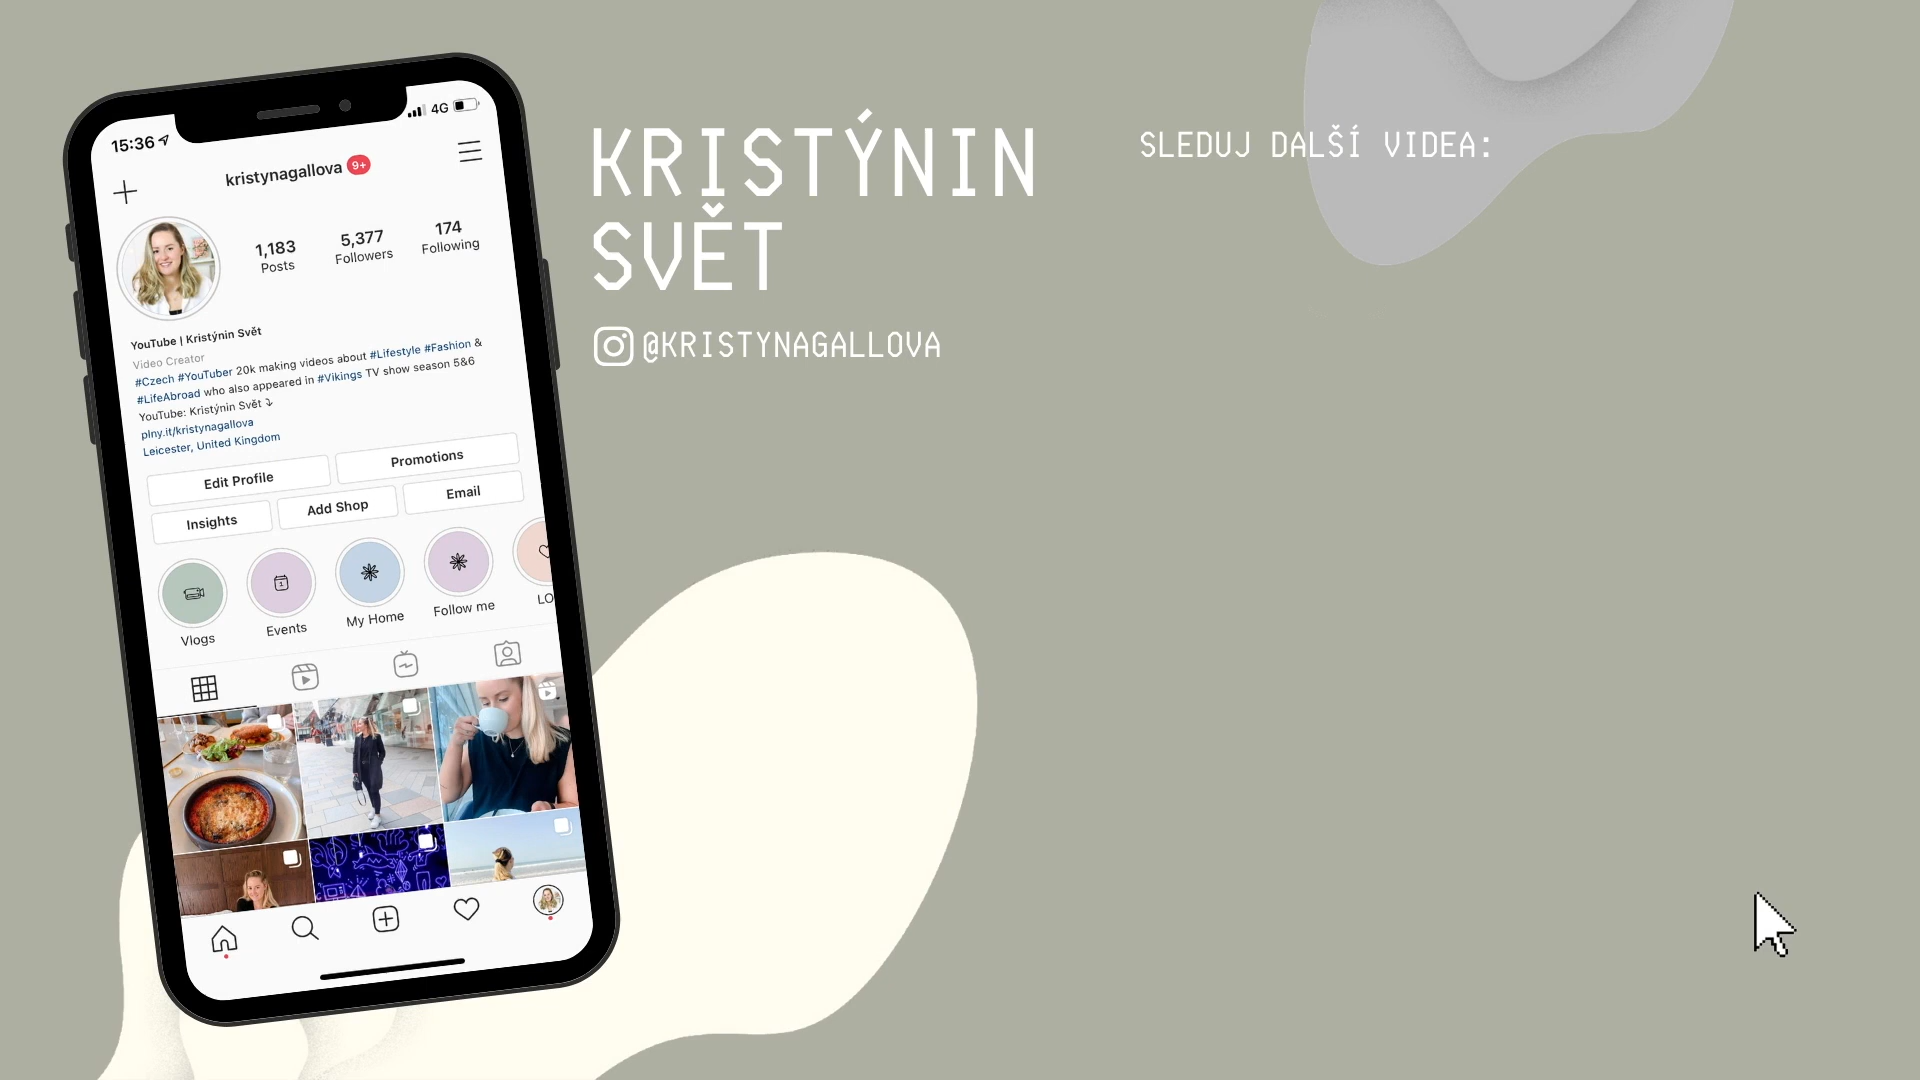 15:36
4G
kristynagallova 9+
1,183
Posts
5,377
Followers
174
Following
YouTube | Kristýnin Svět
Video Creator
#Czech #YouTuber 20k making videos about #Lifestyle #Fashion &
#LifeAbroad who also appeared in #Vikings TV show season 5&6
YouTube: Kristýnin Svět ⤵
plny.it/kristynagallova
Leicester, United Kingdom
Edit Profile
Promotions
Insights
Add Shop
Email
Vlogs
Events
My Home
Follow me
LO
KRISTÝNIN
SVĚT
@KRISTYNAGALLOVA
SLEDUJ DALŠÍ VIDEA: